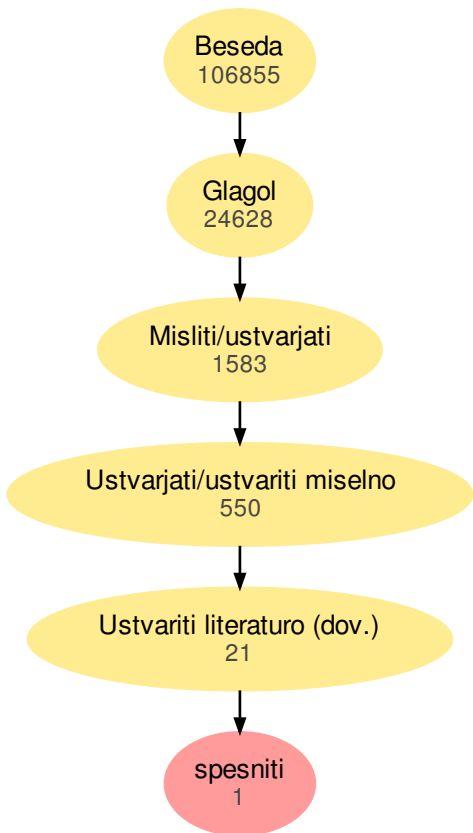 Beseda
106855
Glagol
24628
Misliti/ustvarjati
1583
Ustvarjati/ustvariti miselno
550
Ustvariti literaturo (dov.)
21
spesniti
1